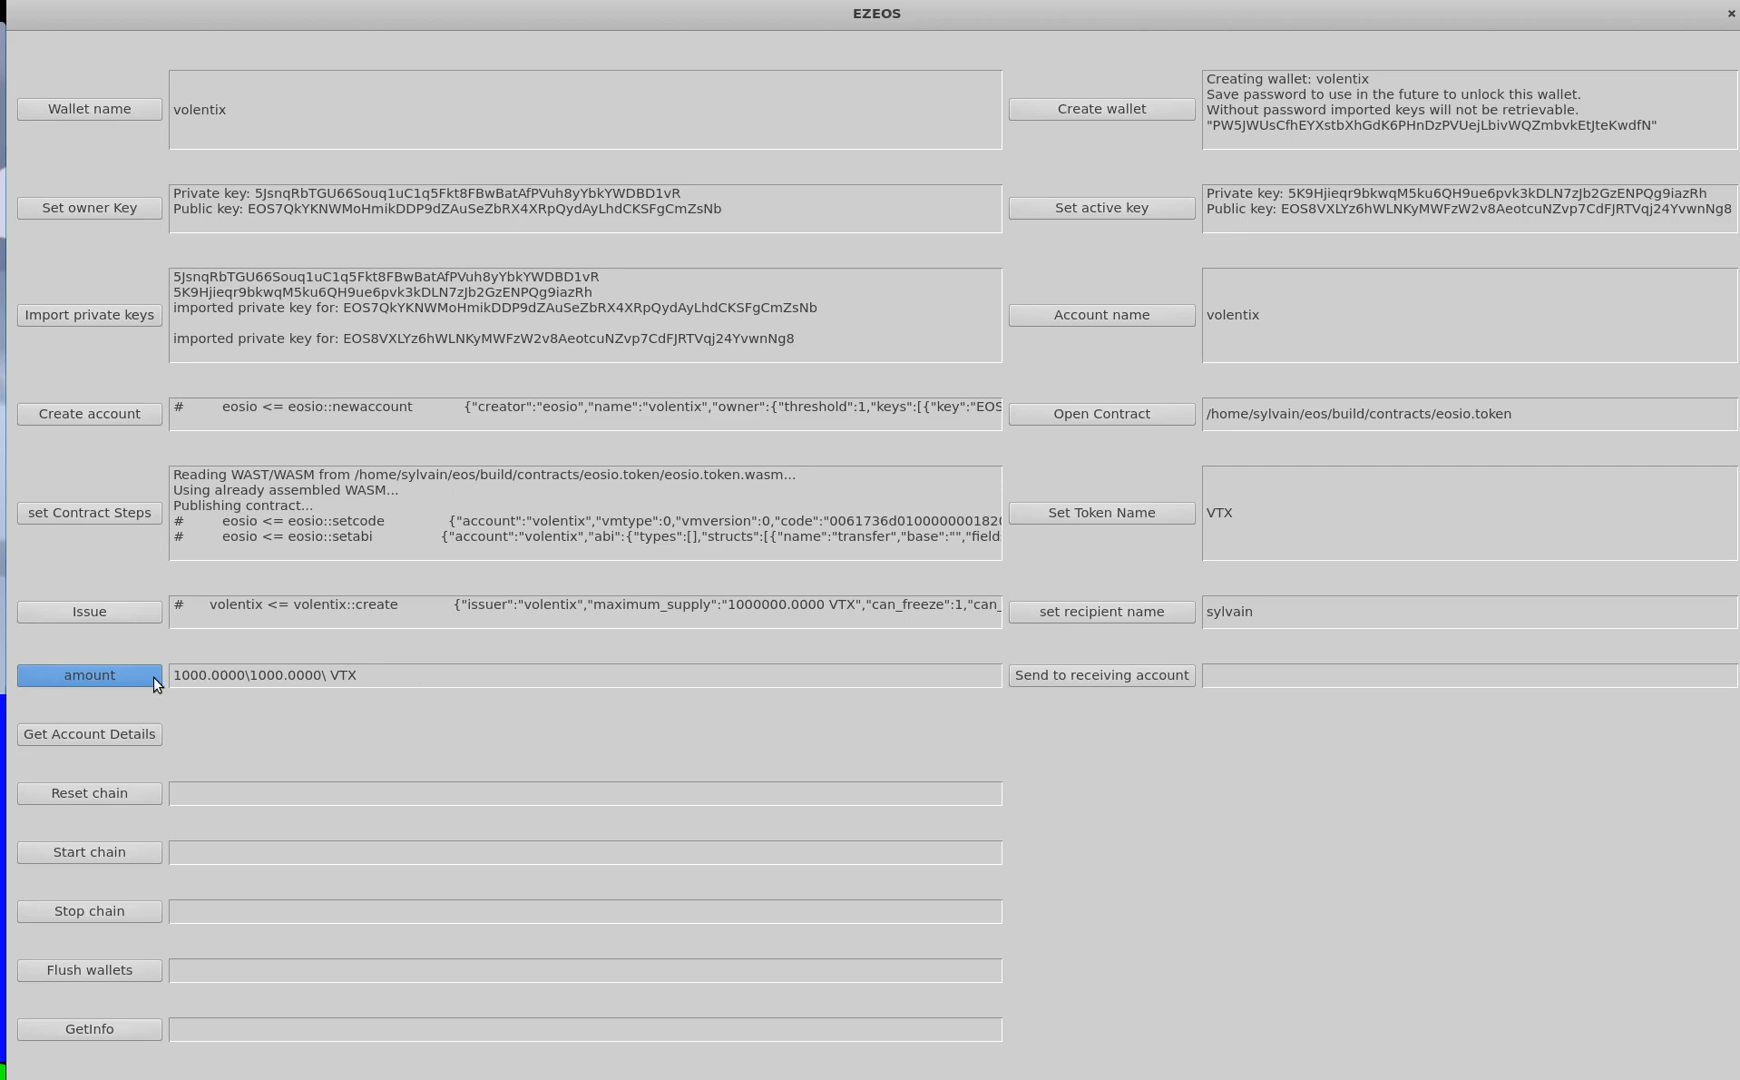 EZEOS
×
Wallet name
volentix
Create wallet
Creating wallet: volentix
Save password to use in the future to unlock this wallet.
Without password imported keys will not be retrievable.
"PW5JWUsCfhEYXstbXhGdK6PHnDzPVUejLbivWQZmbvkEtJteKwdfN"
Set owner Key
Private key: 5JsnqRbTGU66Souq1uC1q5Fkt8FBwBatAfPVuh8yYbkYWDBD1vR
Public key: EOS7QkYKNWMoHmikDDP9dZAuSeZbRX4XRpQydAyLhdCKSFgCmZsNb
Set active key
Private key: 5K9Hjieqr9bkwqM5ku6QH9ue6pvk3kDLN7zJb2GzENPQg9iazRh
Public key: EOS8VXLYz6hWLNKyMWFzW2v8AeotcuNZvp7CdFJRTVqj24YvwnNg8
Import private keys
5JsnqRbTGU66Souq1uC1q5Fkt8FBwBatAfPVuh8yYbkYWDBD1vR
5K9Hjieqr9bkwqM5ku6QH9ue6pvk3kDLN7zJb2GzENPQg9iazRh
imported private key for: EOS7QkYKNWMoHmikDDP9dZAuSeZbRX4XRpQydAyLhdCKSFgCmZsNb
imported private key for: EOS8VXLYz6hWLNKyMWFzW2v8AeotcuNZvp7CdFJRTVqj24YvwnNg8
Account name
volentix
Create account
# eosio <= eosio::newaccount {"creator":"eosio","name":"volentix","owner":{"threshold":1,"keys":[{"key":"EOS
Open Contract
/home/sylvain/eos/build/contracts/eosio.token
set Contract Steps
Reading WAST/WASM from /home/sylvain/eos/build/contracts/eosio.token/eosio.token.wasm...
Using already assembled WASM...
Publishing contract...
# eosio <= eosio::setcode {"account":"volentix","vmtype":0,"vmversion":0,"code":"0061736d0100000001820
# eosio <= eosio::setabi {"account":"volentix","abi":{"types":[],"structs":[{"name":"transfer","base":"","field
Set Token Name
VTX
Issue
# volentix <= volentix::create {"issuer":"volentix","maximum_supply":"1000000.0000 VTX","can_freeze":1,"can_
set recipient name
sylvain
amount
1000.0000\1000.0000\ VTX
Send to receiving account
Get Account Details
Reset chain
Start chain
Stop chain
Flush wallets
GetInfo